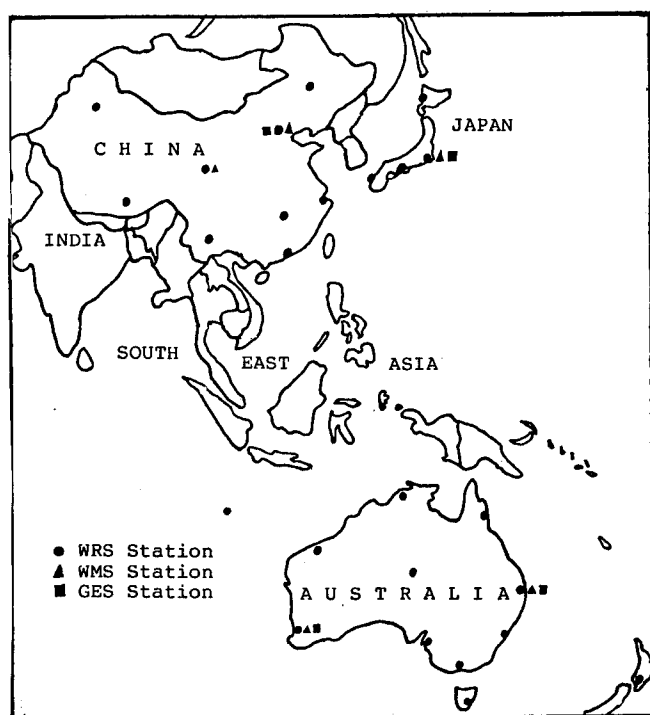 JAPAN
C H I N A
INDIA
SOUTH EAST ASIA
● WRS Station
▲ WMS Station
■ GES Station
A U S T R A L I A